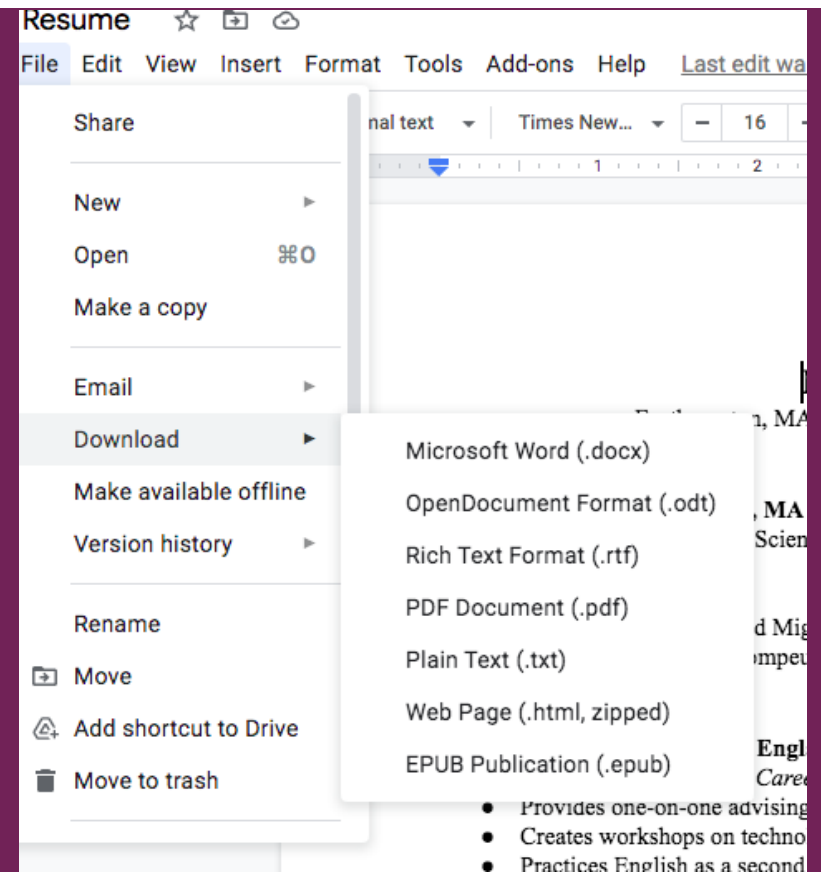 Resume
File Edit View Insert Format Tools Add-ons Help Last edit wa
Share
nal text Times New... – 16
1 2
New
Open ⌘O
Make a copy
Email
Download
Make available offline
Version history
Rename
Move
Add shortcut to Drive
Move to trash
Microsoft Word (.docx)
OpenDocument Format (.odt)
Rich Text Format (.rtf)
PDF Document (.pdf)
Plain Text (.txt)
Web Page (.html, zipped)
EPUB Publication (.epub)
n, MA
, MA
Scien
d Mig
Engl
Caree
● Provides one-on-one advising
● Creates workshops on techno
● Practices English as a second